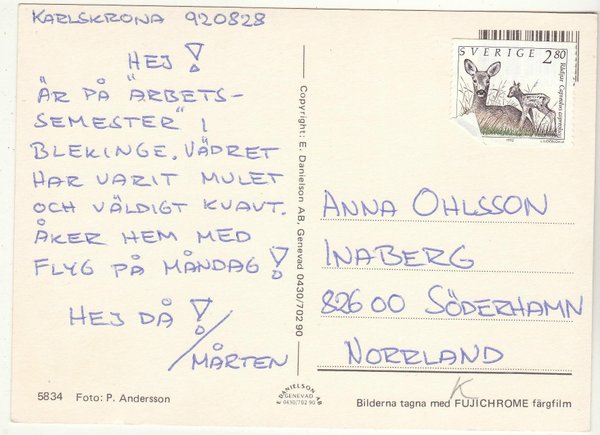 KARLSKRONA 920828
HEJ!
ÄR PÅ "ARBETS-
SEMESTER" I
BLEKINGE. VÄDRET
HAR VARIT MULET
OCH VÄLDIGT KVAVT.
ÅKER HEM MED
FLYG PÅ MÅNDAG!
HEJ DÅ!
/MÅRTEN
5834 Foto: P. Andersson
Copyright: E. Danielson AB, Genevad 0430/702 90
E. DANIELSON AB
GENEVAD
0430/702 90
SVERIGE 2.80
Rådjur Capreolus capreolus
1992
ANNA OHLSSON
INABERG
826 00 SÖDERHAMN
NORRLAND
K
Bilderna tagna med FUJICHROME färgfilm